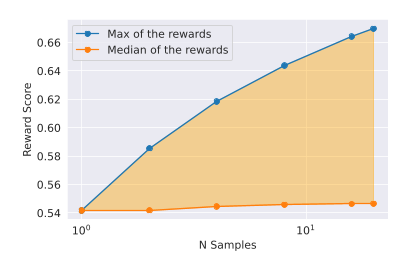 Max of the rewards
Median of the rewards
0.66
0.64
0.62
0.60
0.58
0.56
0.54
Reward Score
10⁰
10¹
N Samples